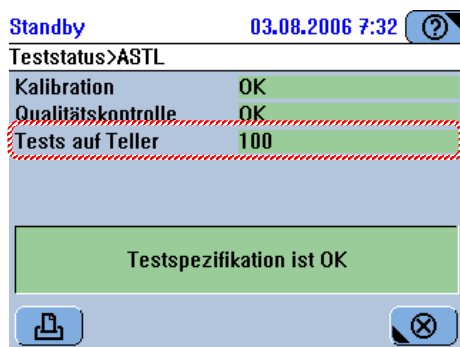 Standby 03.08.2006 7:32 ?
Teststatus>ASTL
Kalibration OK
Qualitätskontrolle OK
Tests auf Teller 100
Testspezifikation ist OK